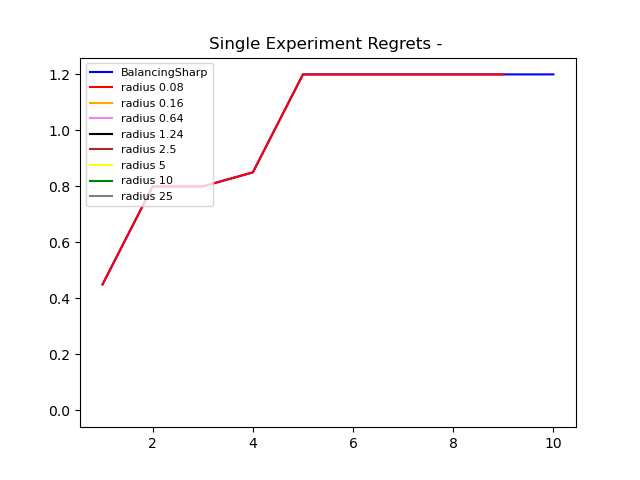 Single Experiment Regrets -
BalancingSharp
radius 0.08
radius 0.16
radius 0.64
radius 1.24
radius 2.5
radius 5
radius 10
radius 25
1.2
1.0
0.8
0.6
0.4
0.2
0.0
2 4 6 8 10